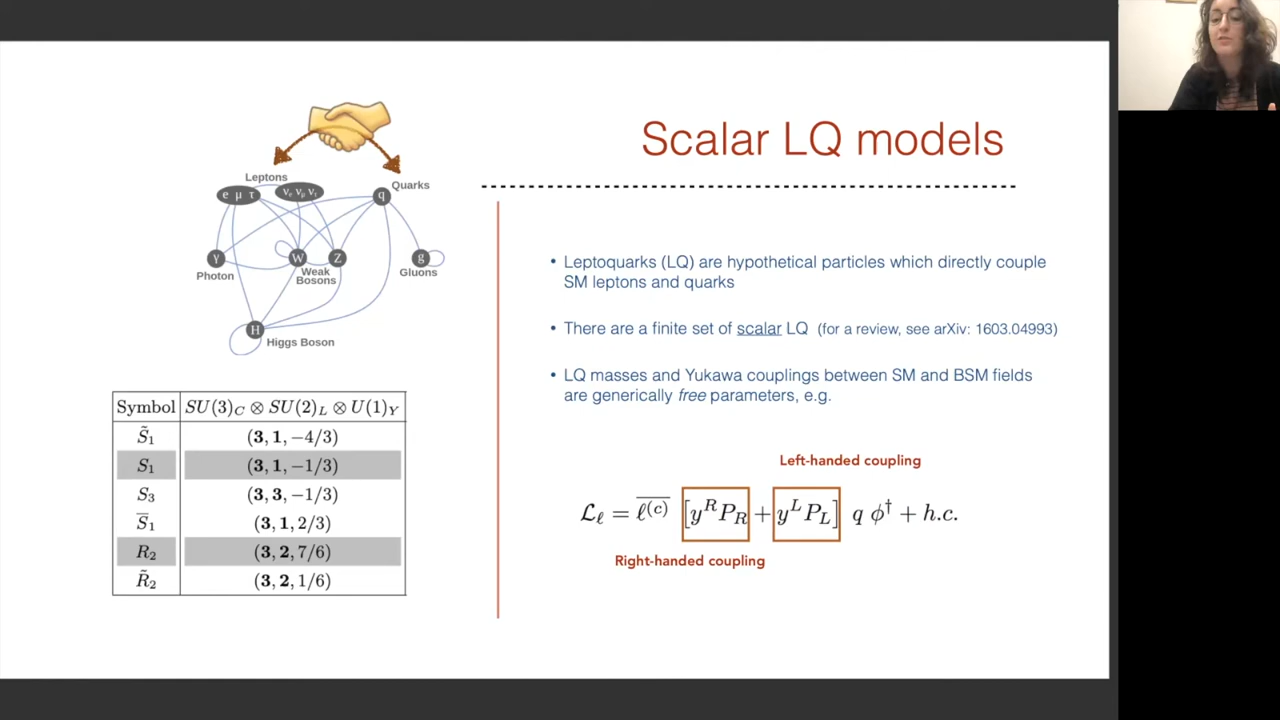 Scalar LQ models
Leptons
Quarks
e μ τ
νe νμ ντ
q
γ
W
Z
g
Photon
Weak
Bosons
Gluons
H
Higgs Boson
Symbol SU(3)C ⊗ SU(2)L ⊗ U(1)Y
S̃1 (3, 1, −4/3)
S1 (3, 1, −1/3)
S3 (3, 3, −1/3)
S̅1 (3, 1, 2/3)
R2 (3, 2, 7/6)
R̃2 (3, 2, 1/6)
• Leptoquarks (LQ) are hypothetical particles which directly couple
SM leptons and quarks
• There are a finite set of scalar LQ (for a review, see arXiv: 1603.04993)
• LQ masses and Yukawa couplings between SM and BSM fields
are generically free parameters, e.g.
Left-handed coupling
ℒℓ = \overline{ℓ^{(c)}} [y^R P_R + y^L P_L] q ϕ† + h.c.
Right-handed coupling